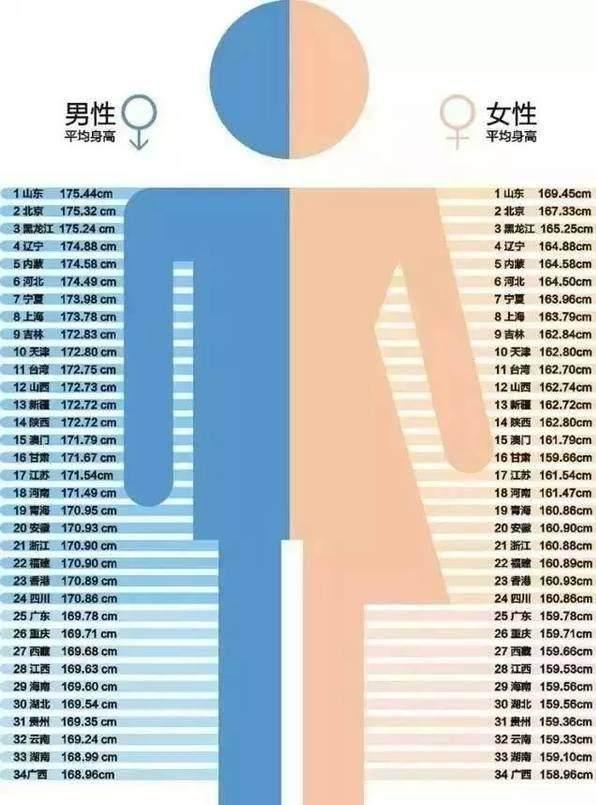 男性
平均身高
女性
平均身高
1 山东 175.44cm
2 北京 175.32 cm
3 黑龙江 175.24 cm
4 辽宁 174.88 cm
5 内蒙 174.58 cm
6 河北 174.49 cm
7 宁夏 173.98 cm
8 上海 173.78 cm
9 吉林 172.83 cm
10 天津 172.80 cm
11 台湾 172.75 cm
12 山西 172.73 cm
13 新疆 172.72 cm
14 陕西 172.72 cm
15 澳门 171.79 cm
16 甘肃 171.67 cm
17 江苏 171.54cm
18 河南 171.49 cm
19 青海 170.95 cm
20 安徽 170.93 cm
21 浙江 170.90 cm
22 福建 170.90 cm
23 香港 170.89 cm
24 四川 170.86 cm
25 广东 169.78 cm
26 重庆 169.71 cm
27 西藏 169.68 cm
28 江西 169.63 cm
29 海南 169.60 cm
30 湖北 169.54 cm
31 贵州 169.35 cm
32 云南 169.24 cm
33 湖南 168.99 cm
34广西 168.96cm
1 山东 169.45cm
2 北京 167.33cm
3 黑龙江 165.25cm
4 辽宁 164.88cm
5 内蒙 164.58cm
6 河北 164.50cm
7 宁夏 163.96cm
8 上海 163.79cm
9 吉林 162.84cm
10 天津 162.80cm
11 台湾 162.70cm
12 山西 162.74cm
13 新疆 162.72cm
14 陕西 162.80cm
15 澳门 161.79cm
16 甘肃 159.66cm
17 江苏 161.54cm
18 河南 161.47cm
19 青海 160.86cm
20 安徽 160.90cm
21 浙江 160.88cm
22 福建 160.89cm
23 香港 160.93cm
24 四川 160.86cm
25 广东 159.78cm
26 重庆 159.71cm
27 西藏 159.66cm
28 江西 159.53cm
29 海南 159.56cm
30 湖北 159.56cm
31 贵州 159.36cm
32 云南 159.33cm
33 湖南 159.10cm
34 广西 158.96cm